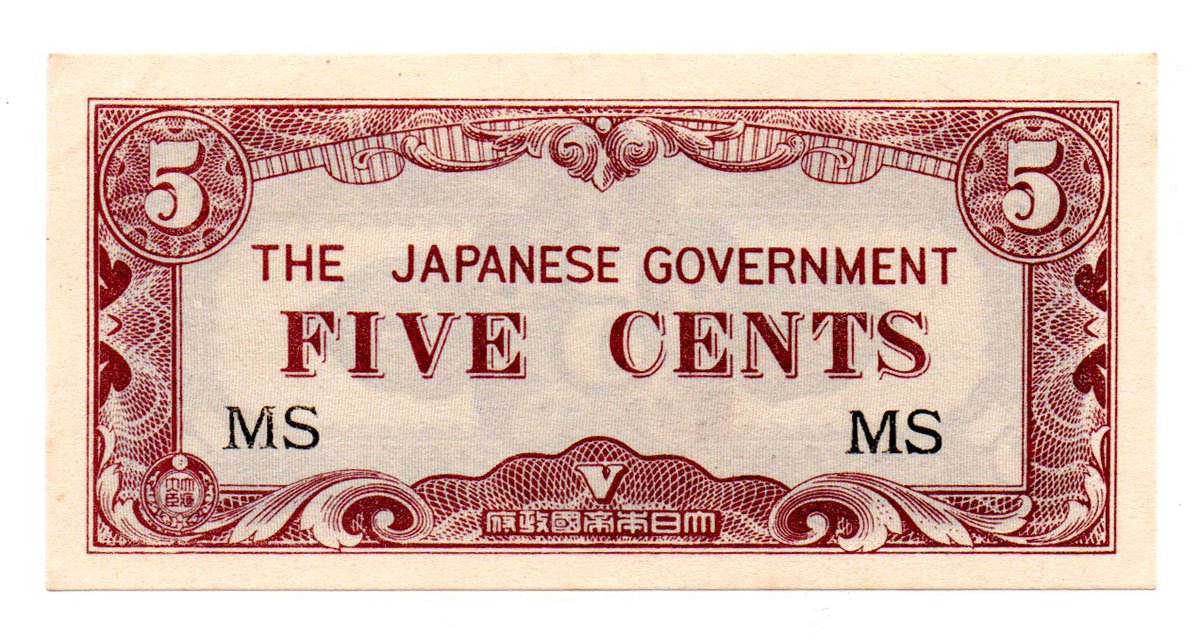 5 5
THE JAPANESE GOVERNMENT
FIVE CENTS
MS MS
V
大日本帝國政府